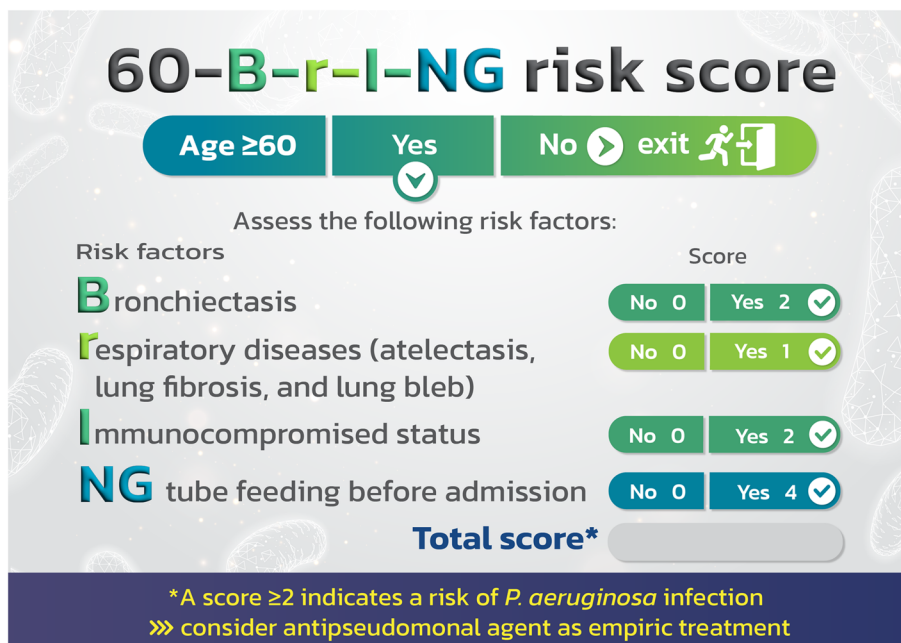 60-B-r-I-NG risk score
Age ≥60 Yes No exit
Assess the following risk factors:
Risk factors Score
Bronchiectasis No 0 Yes 2
respiratory diseases (atelectasis, No 0 Yes 1
lung fibrosis, and lung bleb)
Immunocompromised status No 0 Yes 2
NG tube feeding before admission No 0 Yes 4
Total score*
*A score ≥2 indicates a risk of P. aeruginosa infection
>>> consider antipseudomonal agent as empiric treatment